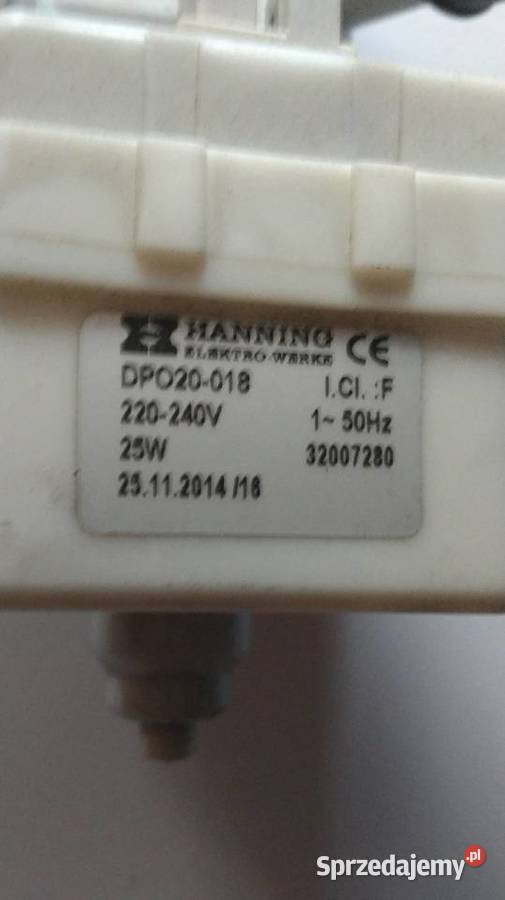 HANNING
ELEKTRO-WERKE CE
DPO20-018 I.Cl. :F
220-240V 1~ 50Hz
25W 32007280
25.11.2014 /16
Sprzedajemy.pl